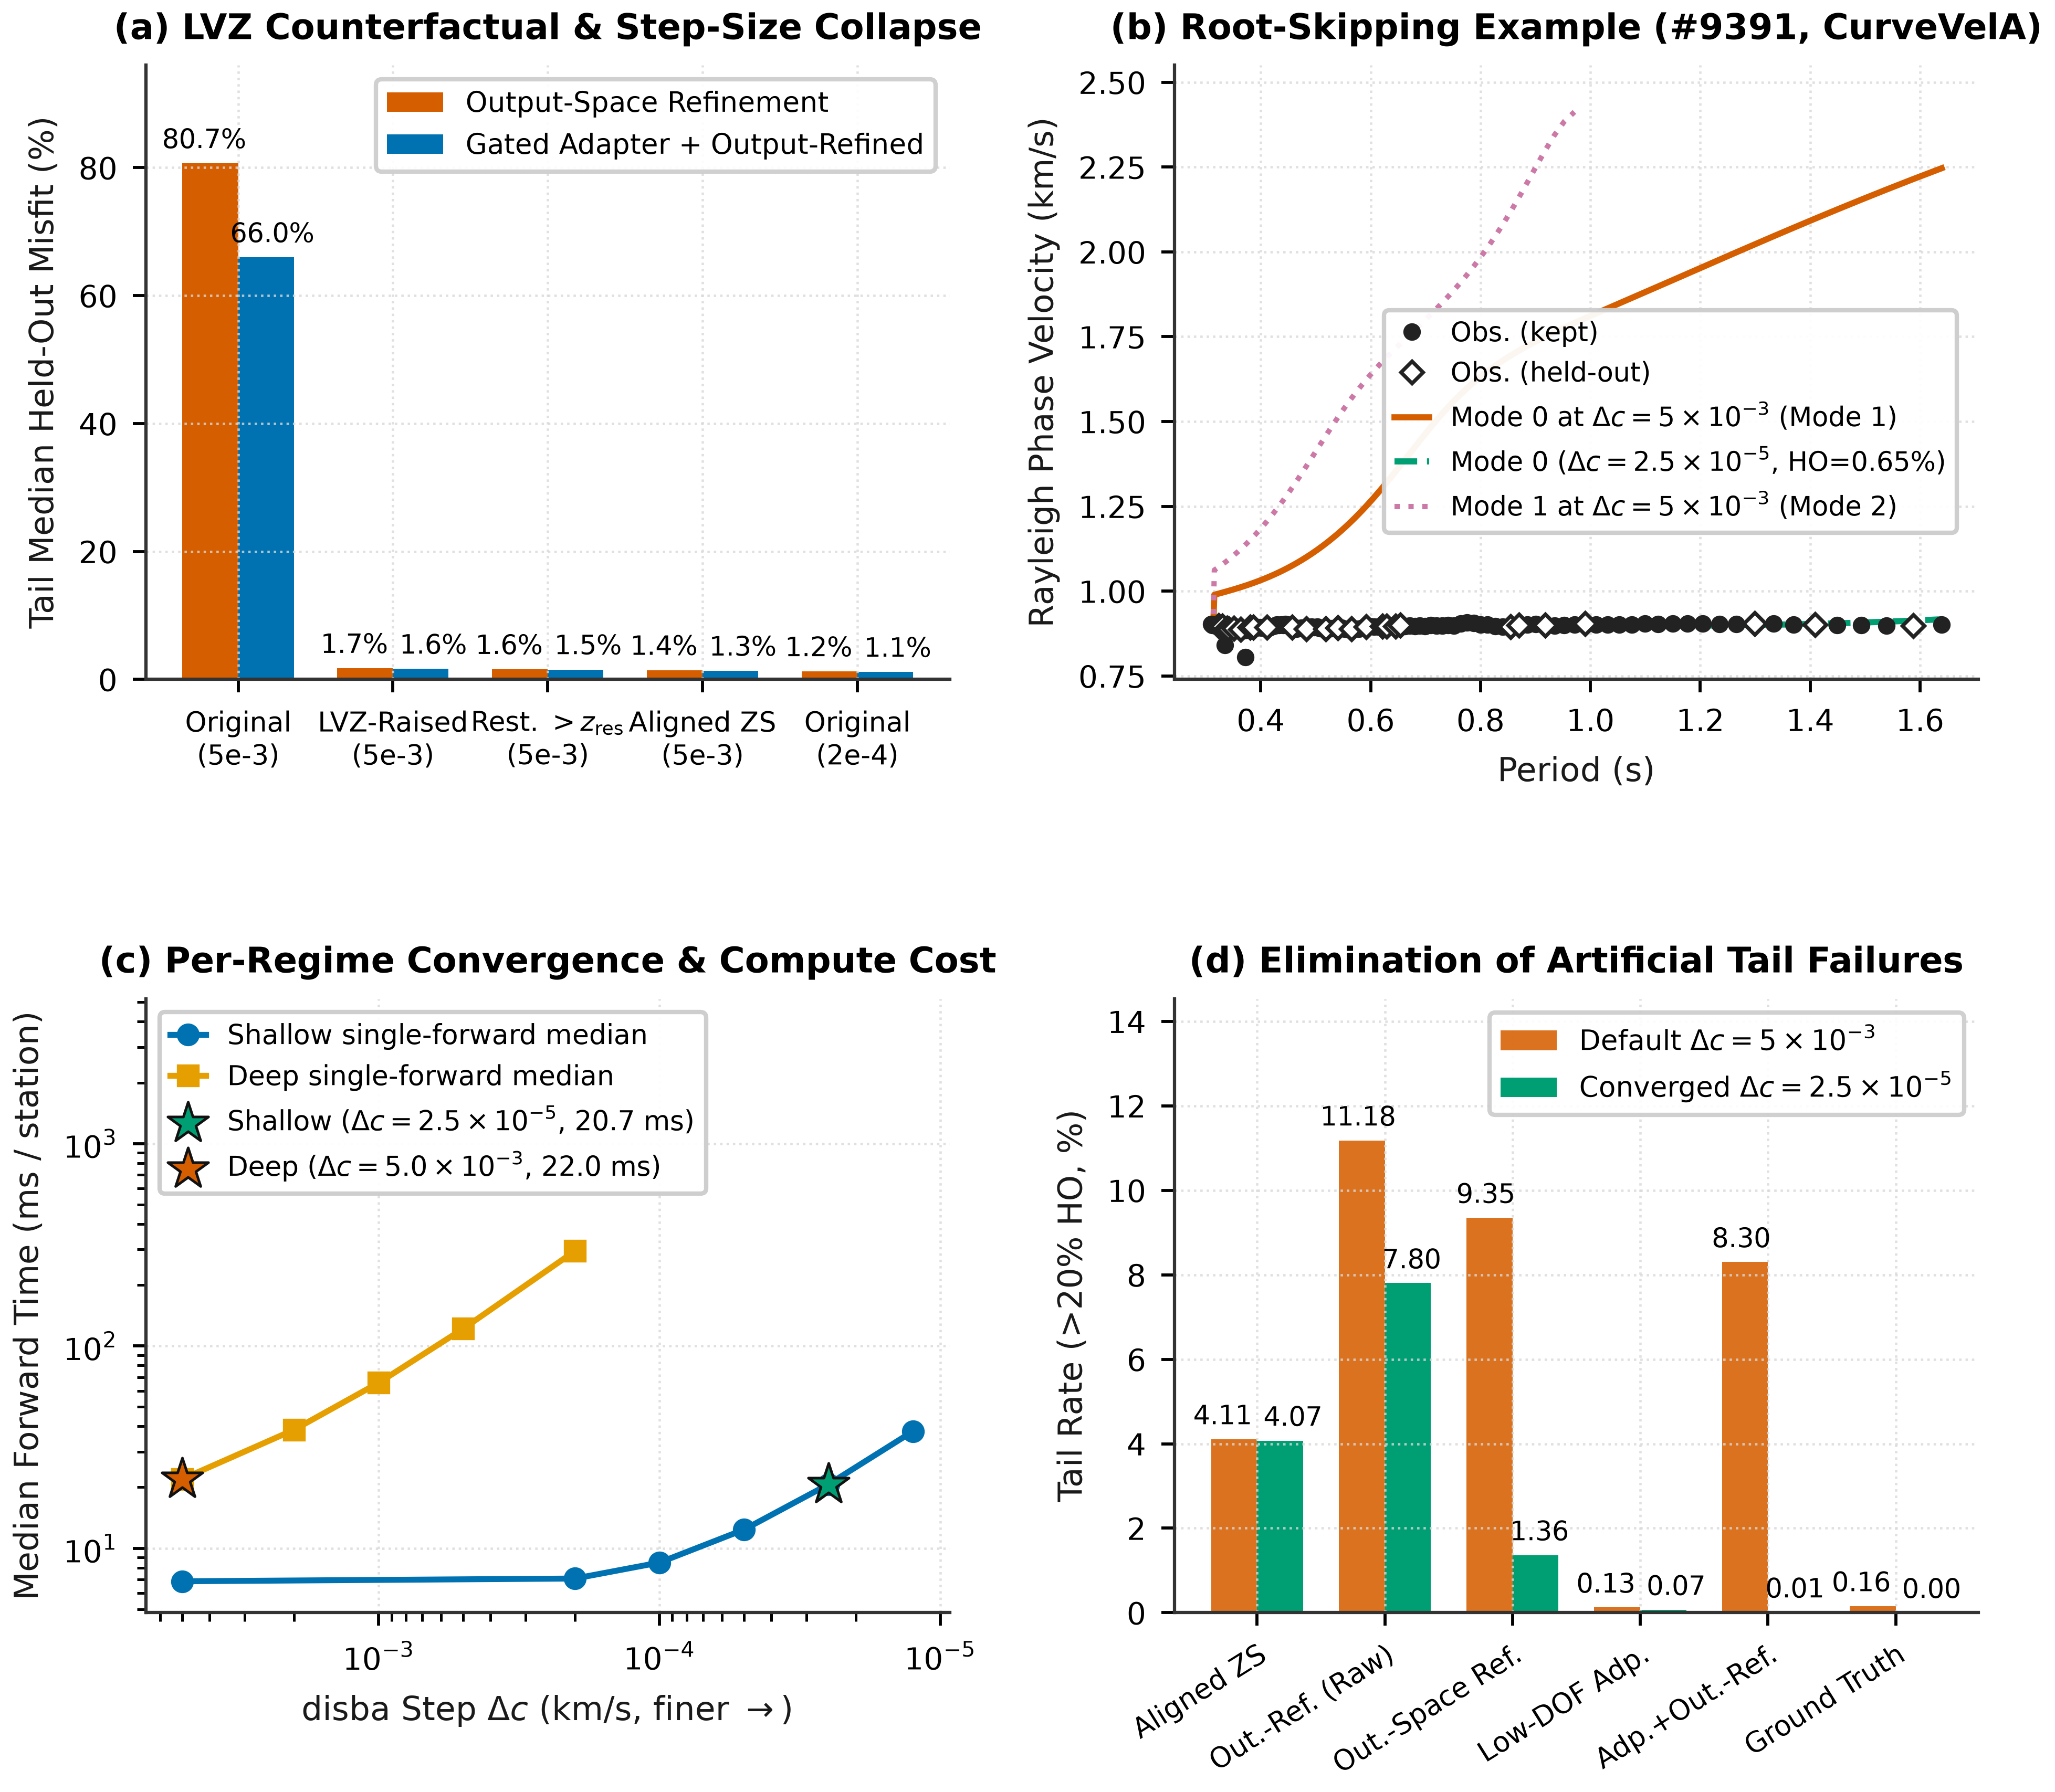 (a) LVZ Counterfactual & Step-Size Collapse
Output-Space Refinement
Gated Adapter + Output-Refined
Tail Median Held-Out Misfit (%)
80
60
40
20
0
80.7%
66.0%
1.7%
1.6%
1.6%
1.5%
1.4%
1.3%
1.2%
1.1%
Original
(5e-3)
LVZ-Raised
(5e-3)
Rest. > z_res
(5e-3)
Aligned ZS
(5e-3)
Original
(2e-4)
(b) Root-Skipping Example (#9391, CurveVelA)
Rayleigh Phase Velocity (km/s)
2.50
2.25
2.00
1.75
1.50
1.25
1.00
0.75
Obs. (kept)
Obs. (held-out)
Mode 0 at Δc = 5 × 10⁻³ (Mode 1)
Mode 0 (Δc = 2.5 × 10⁻⁵, HO=0.65%)
Mode 1 at Δc = 5 × 10⁻³ (Mode 2)
0.4
0.6
0.8
1.0
1.2
1.4
1.6
Period (s)
(c) Per-Regime Convergence & Compute Cost
Median Forward Time (ms / station)
Shallow single-forward median
Deep single-forward median
Shallow (Δc = 2.5 × 10⁻⁵, 20.7 ms)
Deep (Δc = 5.0 × 10⁻³, 22.0 ms)
10³
10²
10¹
10⁻³
10⁻⁴
10⁻⁵
disba Step Δc (km/s, finer →)
(d) Elimination of Artificial Tail Failures
Tail Rate (>20% HO, %)
Default Δc = 5 × 10⁻³
Converged Δc = 2.5 × 10⁻⁵
14
12
10
8
6
4
2
0
4.11
4.07
11.18
7.80
9.35
1.36
0.13
0.07
8.30
0.01
0.16
0.00
Aligned ZS
Out.-Ref. (Raw)
Out.-Space Ref.
Low-DOF Adp.
Adp.+Out.-Ref.
Ground Truth